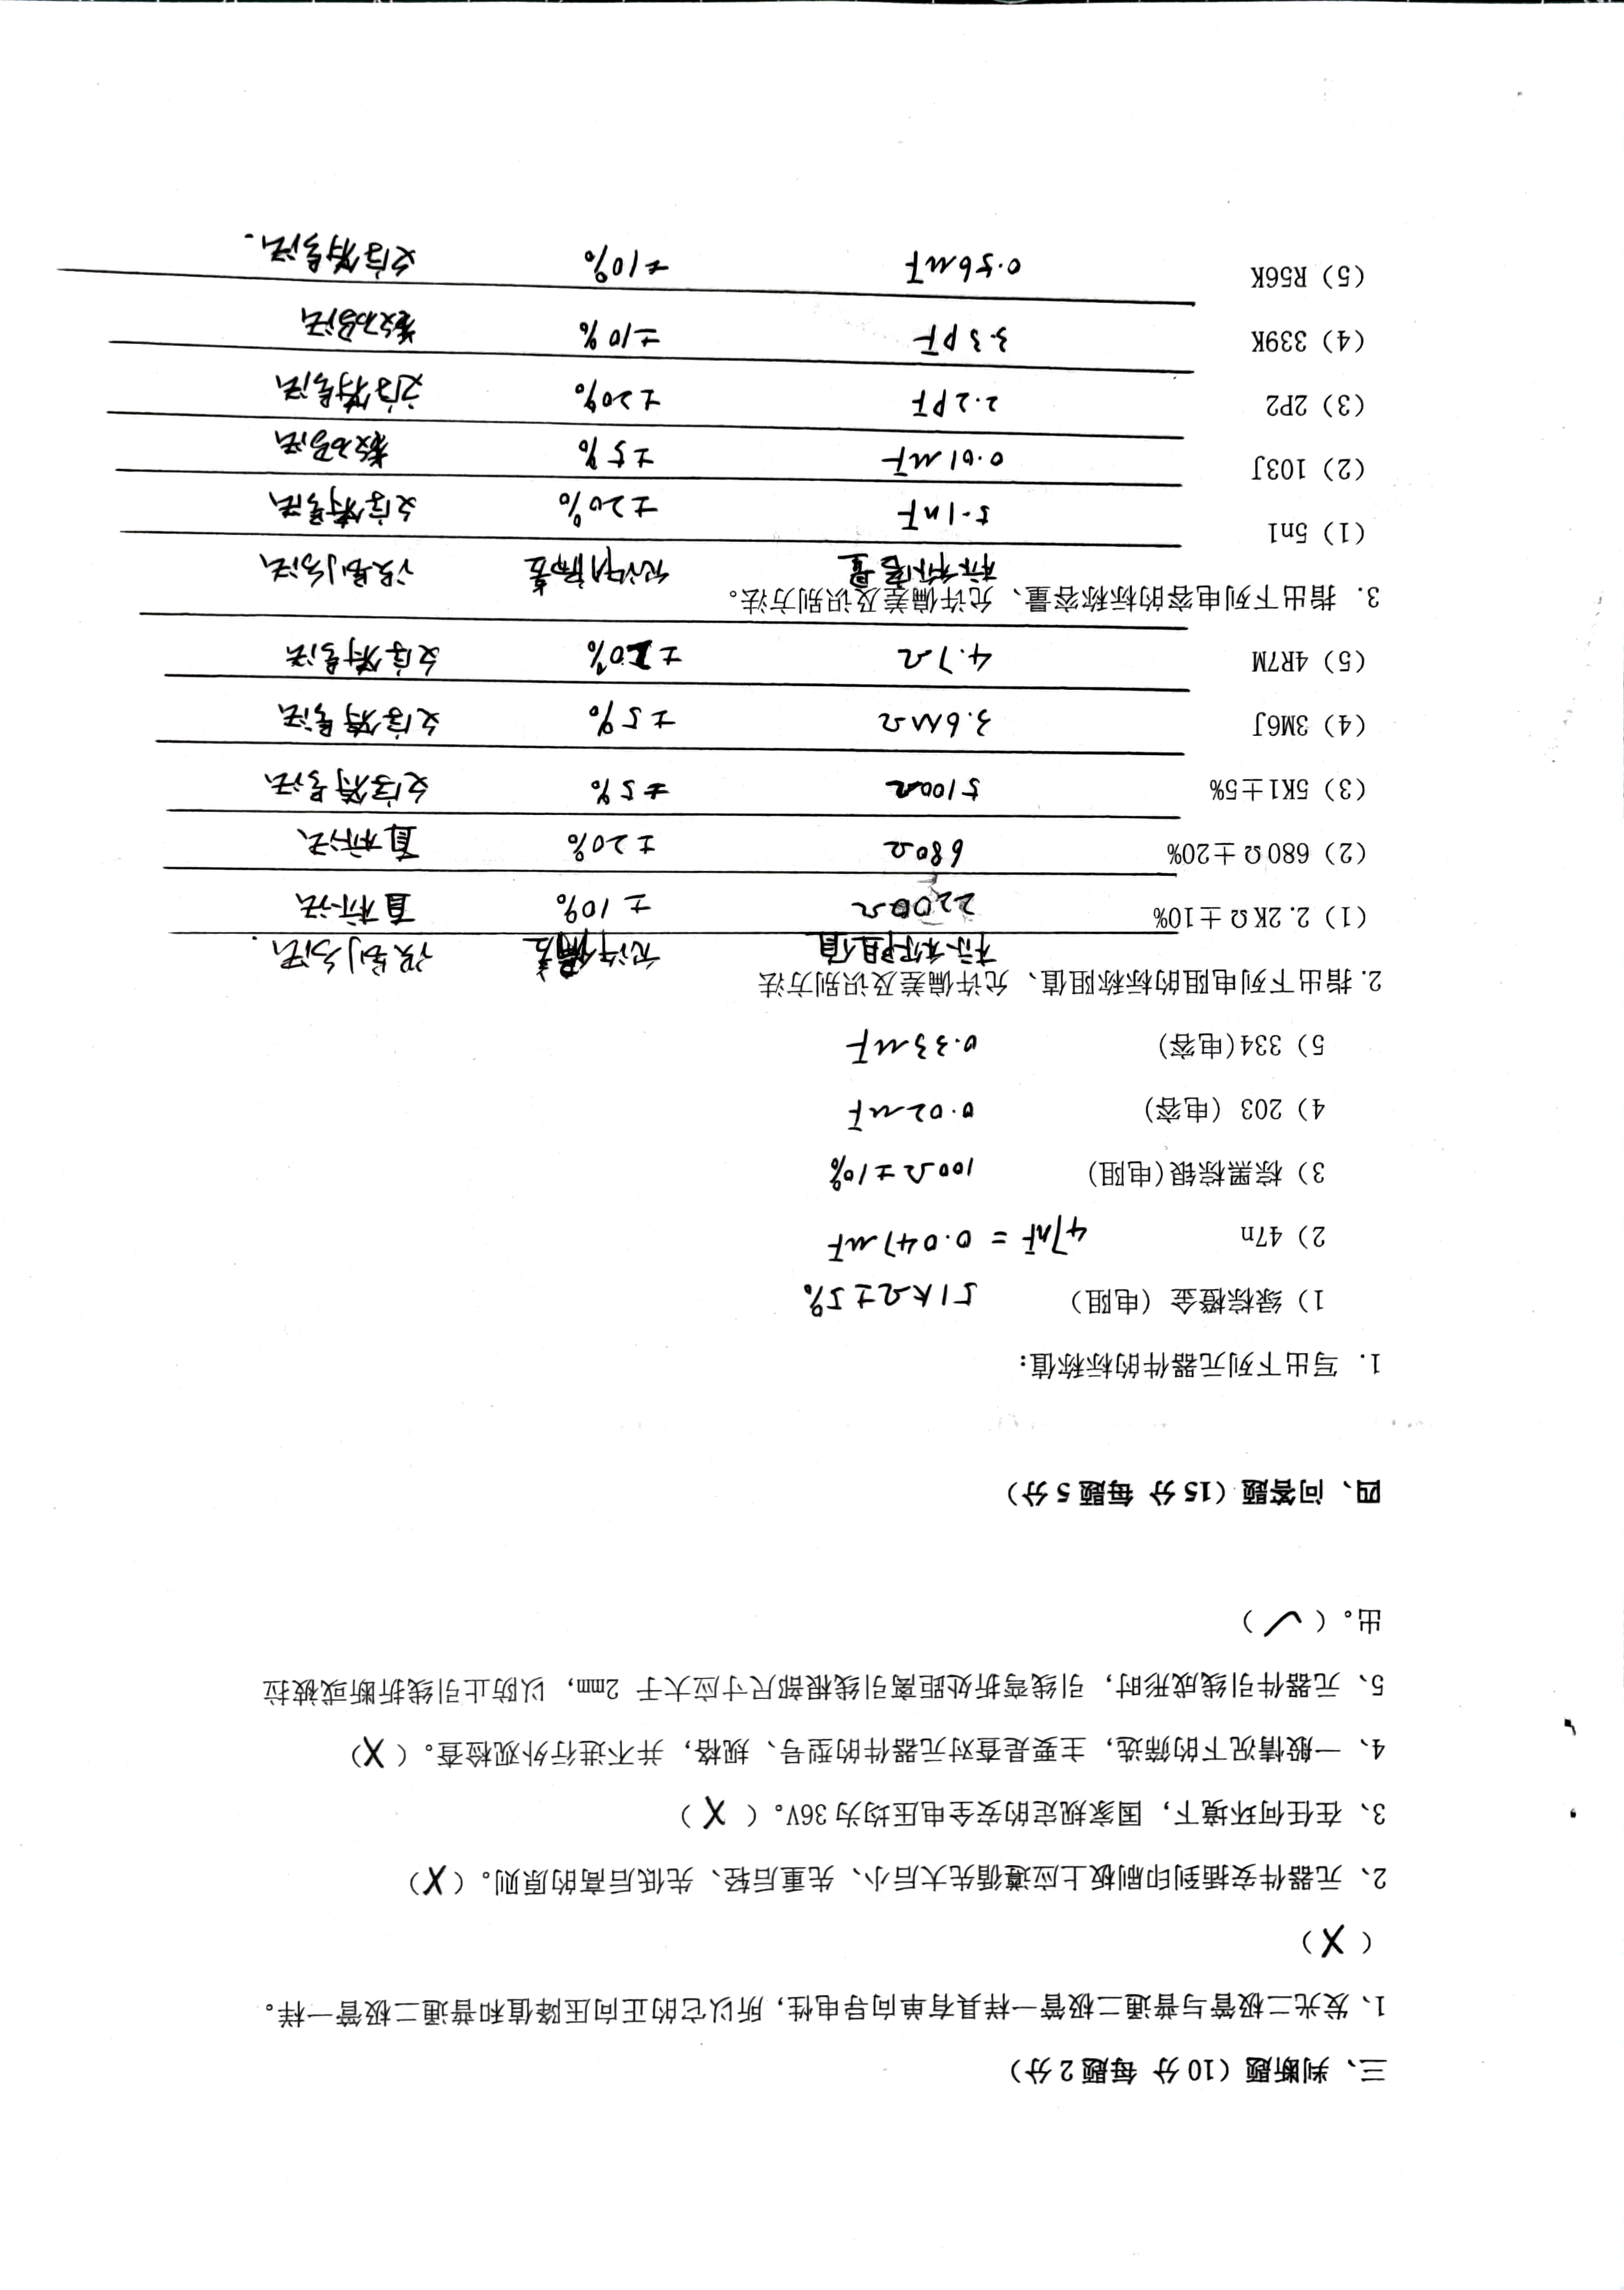 三、判断题（10分 每题2分）
1、发光二极管与普通二极管一样具有单向导电性，所以它的正向压降值和普通二极管一样。
（ X ）
2、元器件安插到印刷板上应遵循先大后小、先重后轻、先低后高的原则。（ X ）
3、在任何环境下，国家规定的安全电压均为36V。（ X ）
4、一般情况下的筛选，主要是查对元器件的型号、规格，并不进行外观检查。（ X ）
5、元器件引线成形时，引线弯折处距离引线根部尺寸应大于 2mm，以防止引线折断或被拉
出。（ ✓ ）
四、问答题（15分 每题5分）
1. 写出下列元器件的标称值：
1）绿棕橙金（电阻） 51KΩ±5%
2）47n 47nF = 0.047μF
3）棕黑棕银(电阻) 100Ω ±10%
4）203（电容） 0.02μF
5）334(电容) 0.33μF
2.指出下列电阻的标称阻值、允许偏差及识别方法
标称阻值 允许偏差 识别方法.
（1）2.2KΩ±10% 2200Ω ±10% 直标法
（2）680Ω±20% 680Ω ±20% 直标法
（3）5K1±5% 5100Ω ±5% 文字符号法
（4）3M6J 3.6MΩ ±5% 文字符号法
（5）4R7M 4.7Ω ±20% 文字符号法
3. 指出下列电容的标称容量、允许偏差及识别方法。
标称容量 允许偏差 识别方法
（1）5n1 5.1nF ±20% 文字符号法
（2）103J 0.01μF ±5% 数码法
（3）2P2 2.2PF ±20% 文字符号法
（4）339K 3.3PF ±10% 数码法
（5）R56K 0.56μF ±10% 文字符号法.